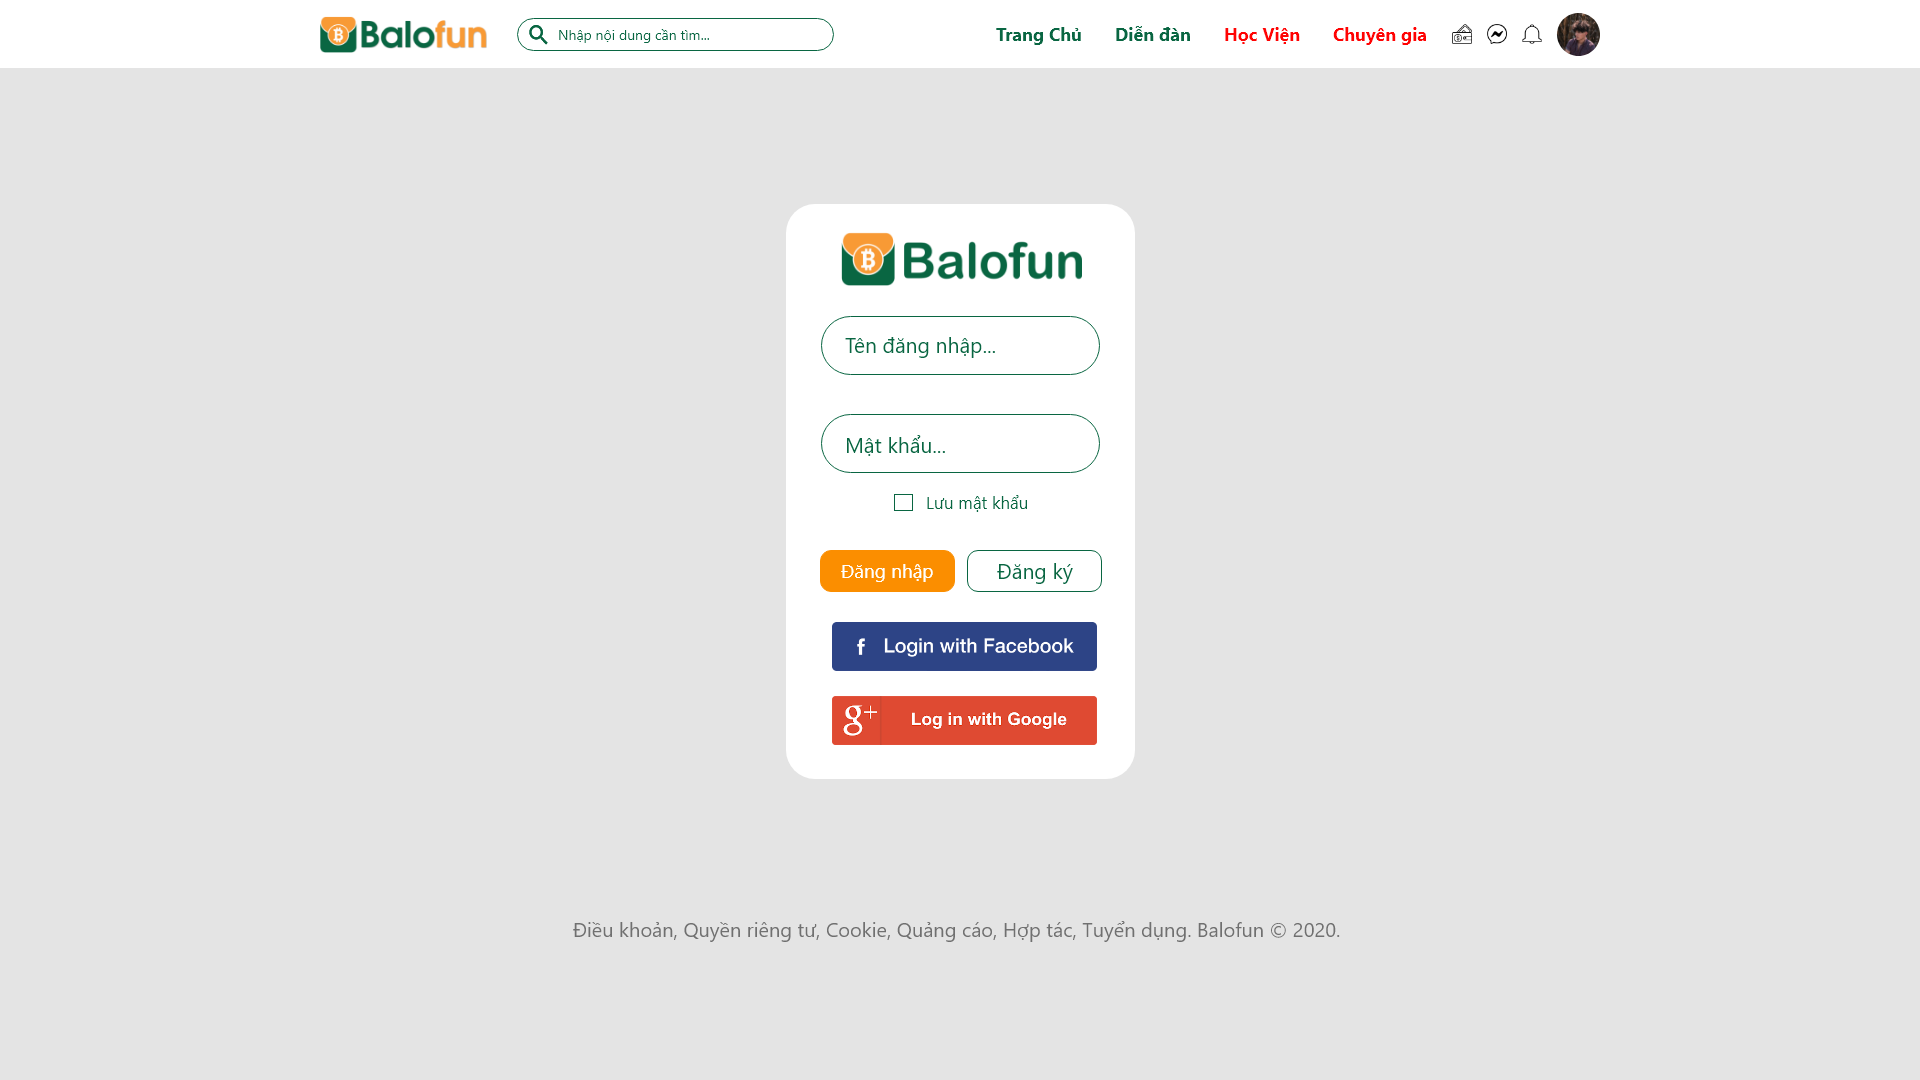 Balofun
Nhập nội dung cần tìm...
Trang Chủ
Diễn đàn
Học Viện
Chuyên gia
Balofun
Tên đăng nhập...
Mật khẩu...
Lưu mật khẩu
Đăng nhập
Đăng ký
f Login with Facebook
g+ Log in with Google
Điều khoản, Quyền riêng tư, Cookie, Quảng cáo, Hợp tác, Tuyển dụng. Balofun © 2020.